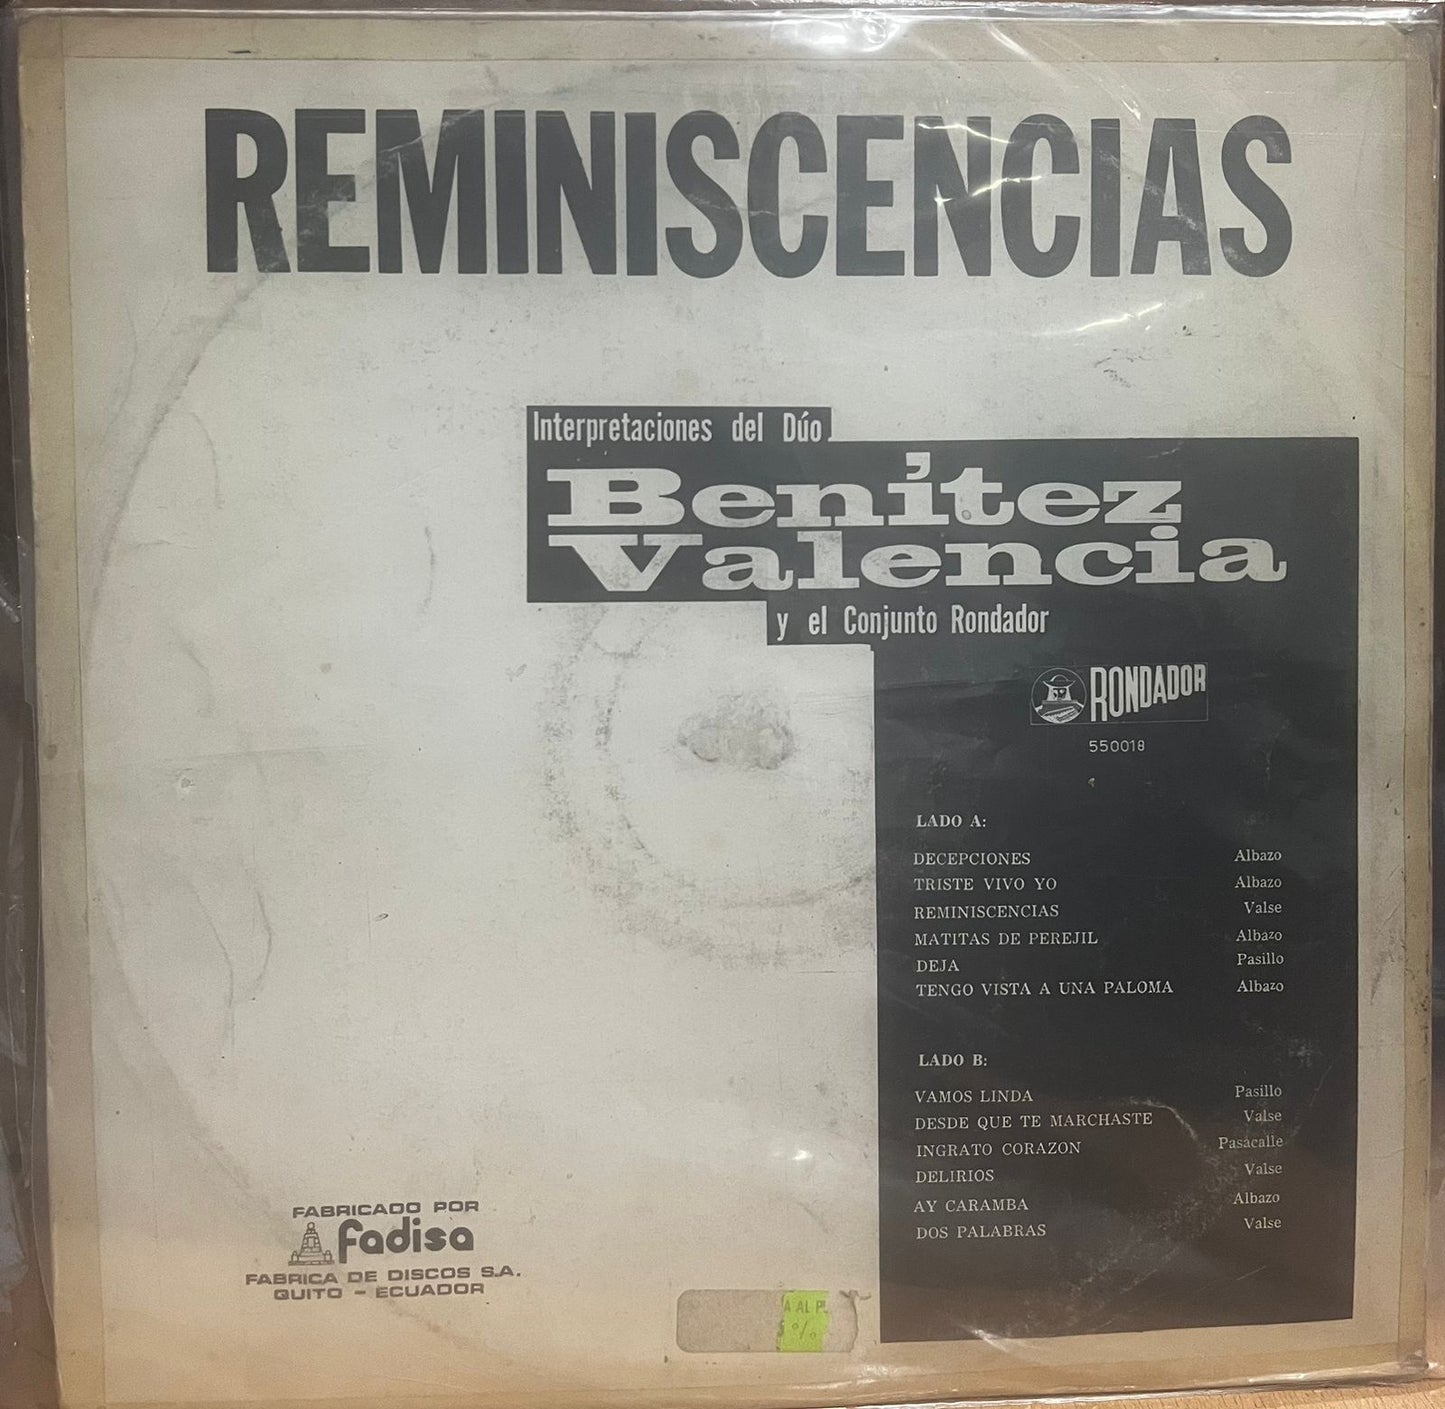 REMINISCENCIAS
Interpretaciones del Dúo
Benítez
Valencia
y el Conjunto Rondador
RONDADOR
550018
LADO A:
DECEPCIONES Albazo
TRISTE VIVO YO Albazo
REMINISCENCIAS Valse
MATITAS DE PEREJIL Albazo
DEJA Pasillo
TENGO VISTA A UNA PALOMA Albazo
LADO B:
VAMOS LINDA Pasillo
DESDE QUE TE MARCHASTE Valse
INGRATO CORAZON Pasacalle
DELIRIOS Valse
AY CARAMBA Albazo
DOS PALABRAS Valse
FABRICADO POR
fadisa
FABRICA DE DISCOS S.A.
QUITO - ECUADOR